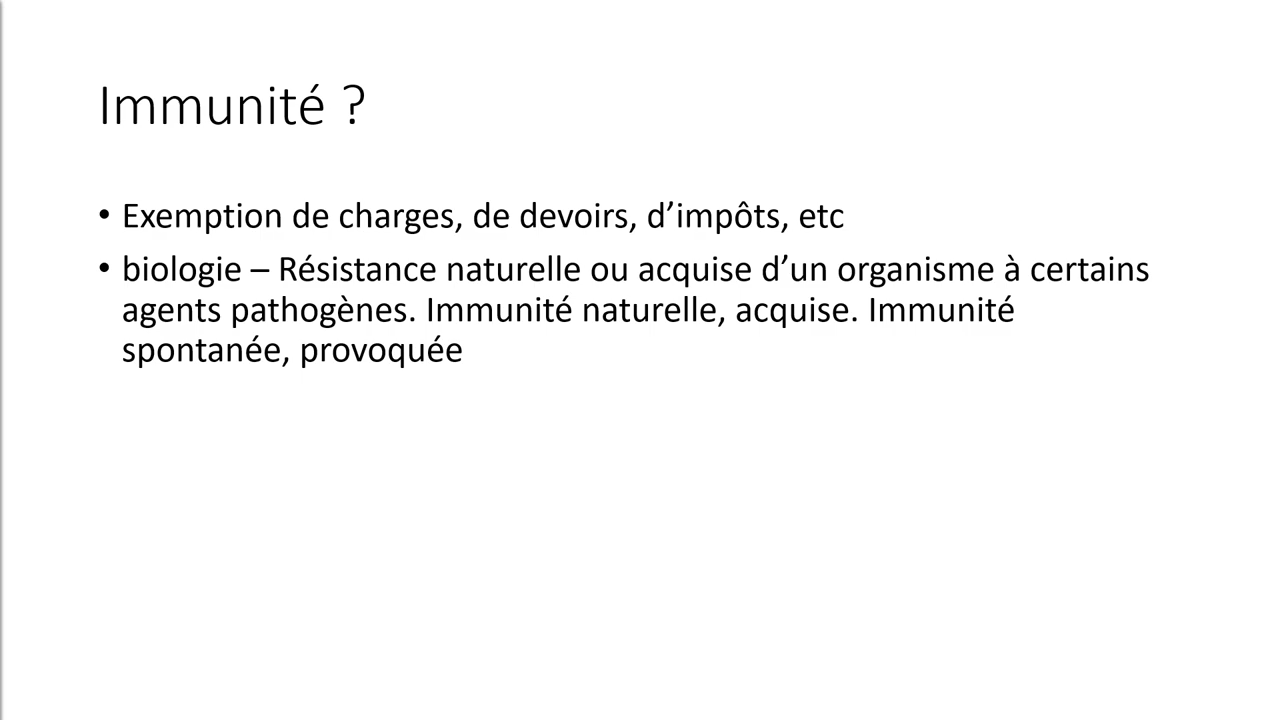 Immunité ?
• Exemption de charges, de devoirs, d’impôts, etc
• biologie – Résistance naturelle ou acquise d’un organisme à certains
agents pathogènes. Immunité naturelle, acquise. Immunité
spontanée, provoquée